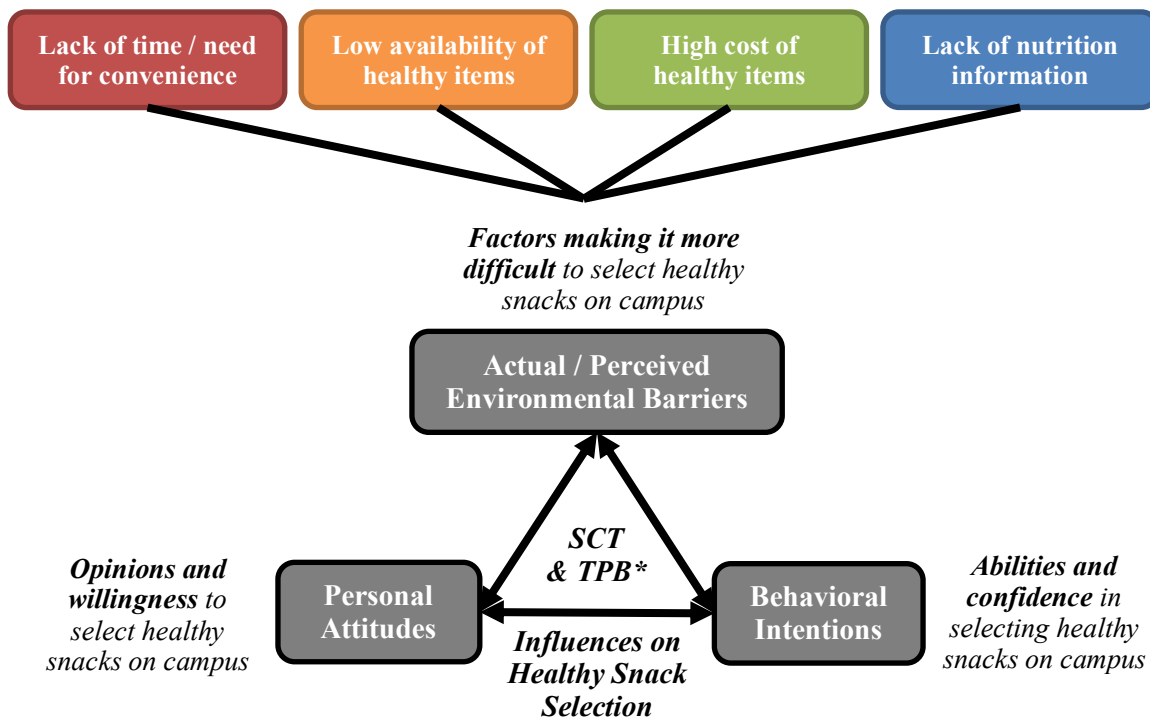 Lack of time / need
for convenience
Low availability of
healthy items
High cost of
healthy items
Lack of nutrition
information
Factors making it more
difficult to select healthy
snacks on campus
Actual / Perceived
Environmental Barriers
SCT
& TPB*
Opinions and
willingness to
select healthy
snacks on campus
Personal
Attitudes
Influences on
Healthy Snack
Selection
Behavioral
Intentions
Abilities and
confidence in
selecting healthy
snacks on campus